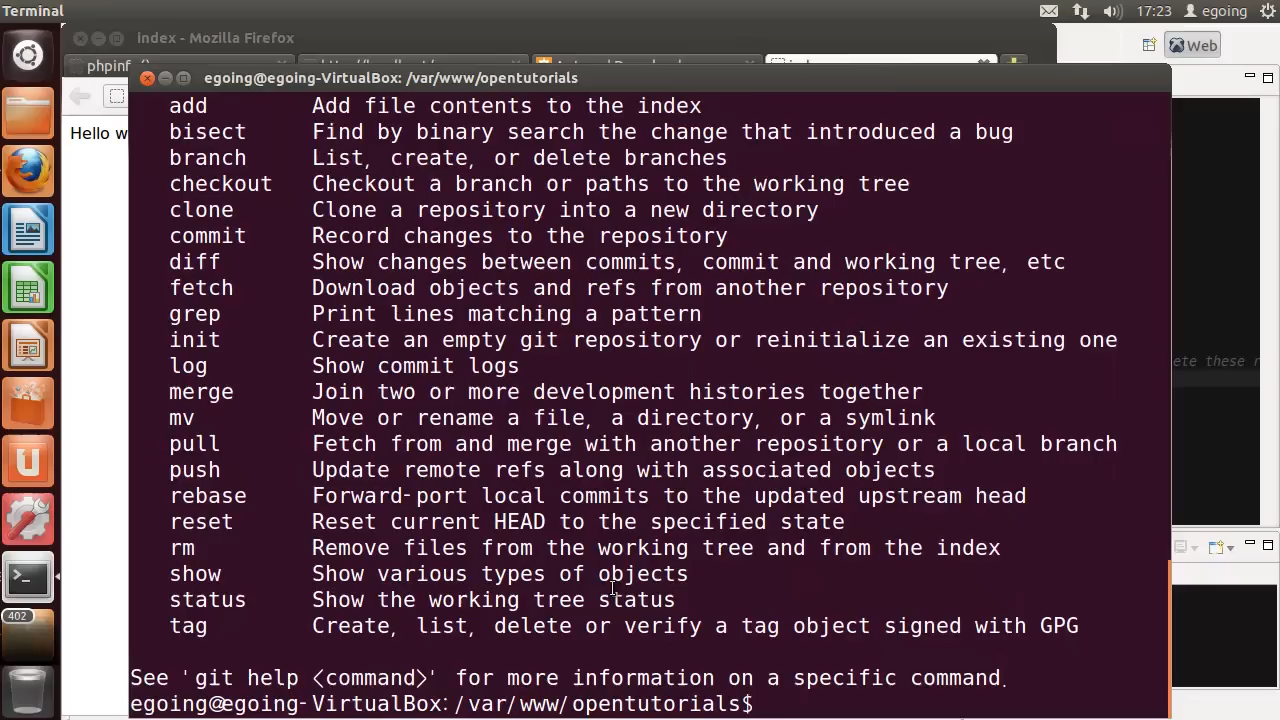 Terminal
17:23 egoing
index - Mozilla Firefox
Web
phpinf
egoing@egoing-VirtualBox: /var/www/opentutorials
Hello w
add Add file contents to the index
bisect Find by binary search the change that introduced a bug
branch List, create, or delete branches
checkout Checkout a branch or paths to the working tree
clone Clone a repository into a new directory
commit Record changes to the repository
diff Show changes between commits, commit and working tree, etc
fetch Download objects and refs from another repository
grep Print lines matching a pattern
init Create an empty git repository or reinitialize an existing one
log Show commit logs
ete these r
merge Join two or more development histories together
mv Move or rename a file, a directory, or a symlink
pull Fetch from and merge with another repository or a local branch
push Update remote refs along with associated objects
rebase Forward-port local commits to the updated upstream head
reset Reset current HEAD to the specified state
rm Remove files from the working tree and from the index
show Show various types of objects
status Show the working tree status
402
tag Create, list, delete or verify a tag object signed with GPG
See 'git help <command>' for more information on a specific command.
egoing@egoing-VirtualBox:/var/www/opentutorials$